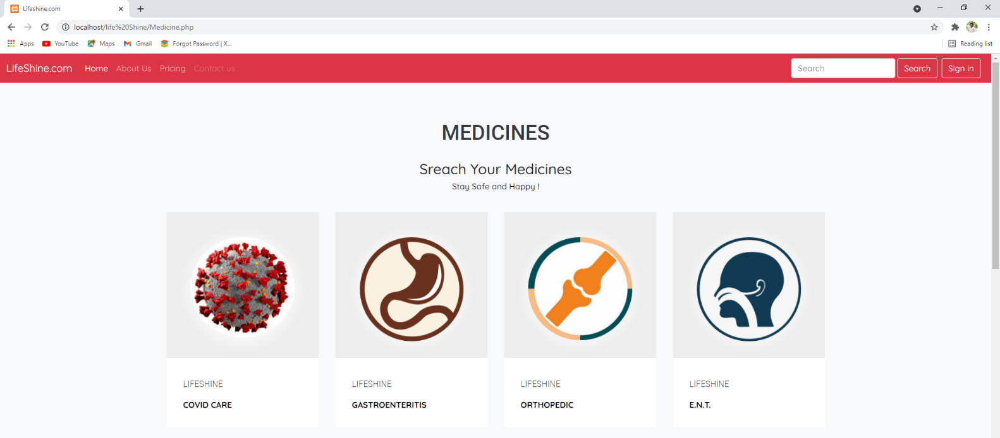 Lifeshine.com
localhost/life%20Shine/Medicine.php
Apps YouTube Maps Gmail Forgot Password | X... Reading list
LifeShine.com Home About Us Pricing Contact us Search Search Sign In
MEDICINES
Sreach Your Medicines
Stay Safe and Happy !
LIFESHINE LIFESHINE LIFESHINE LIFESHINE
COVID CARE GASTROENTERITIS ORTHOPEDIC E.N.T.